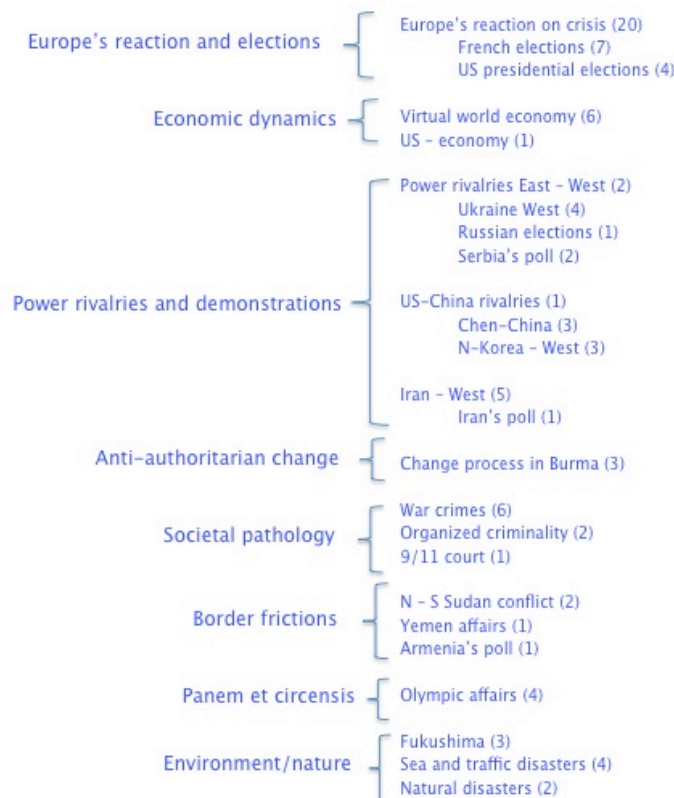 Europe's reaction and elections
Europe's reaction on crisis (20)
French elections (7)
US presidential elections (4)
Economic dynamics
Virtual world economy (6)
US – economy (1)
Power rivalries and demonstrations
Power rivalries East – West (2)
Ukraine West (4)
Russian elections (1)
Serbia's poll (2)
US–China rivalries (1)
Chen–China (3)
N–Korea – West (3)
Iran – West (5)
Iran's poll (1)
Anti-authoritarian change
Change process in Burma (3)
Societal pathology
War crimes (6)
Organized criminality (2)
9/11 court (1)
Border frictions
N – S Sudan conflict (2)
Yemen affairs (1)
Armenia's poll (1)
Panem et circensis
Olympic affairs (4)
Environment/nature
Fukushima (3)
Sea and traffic disasters (4)
Natural disasters (2)